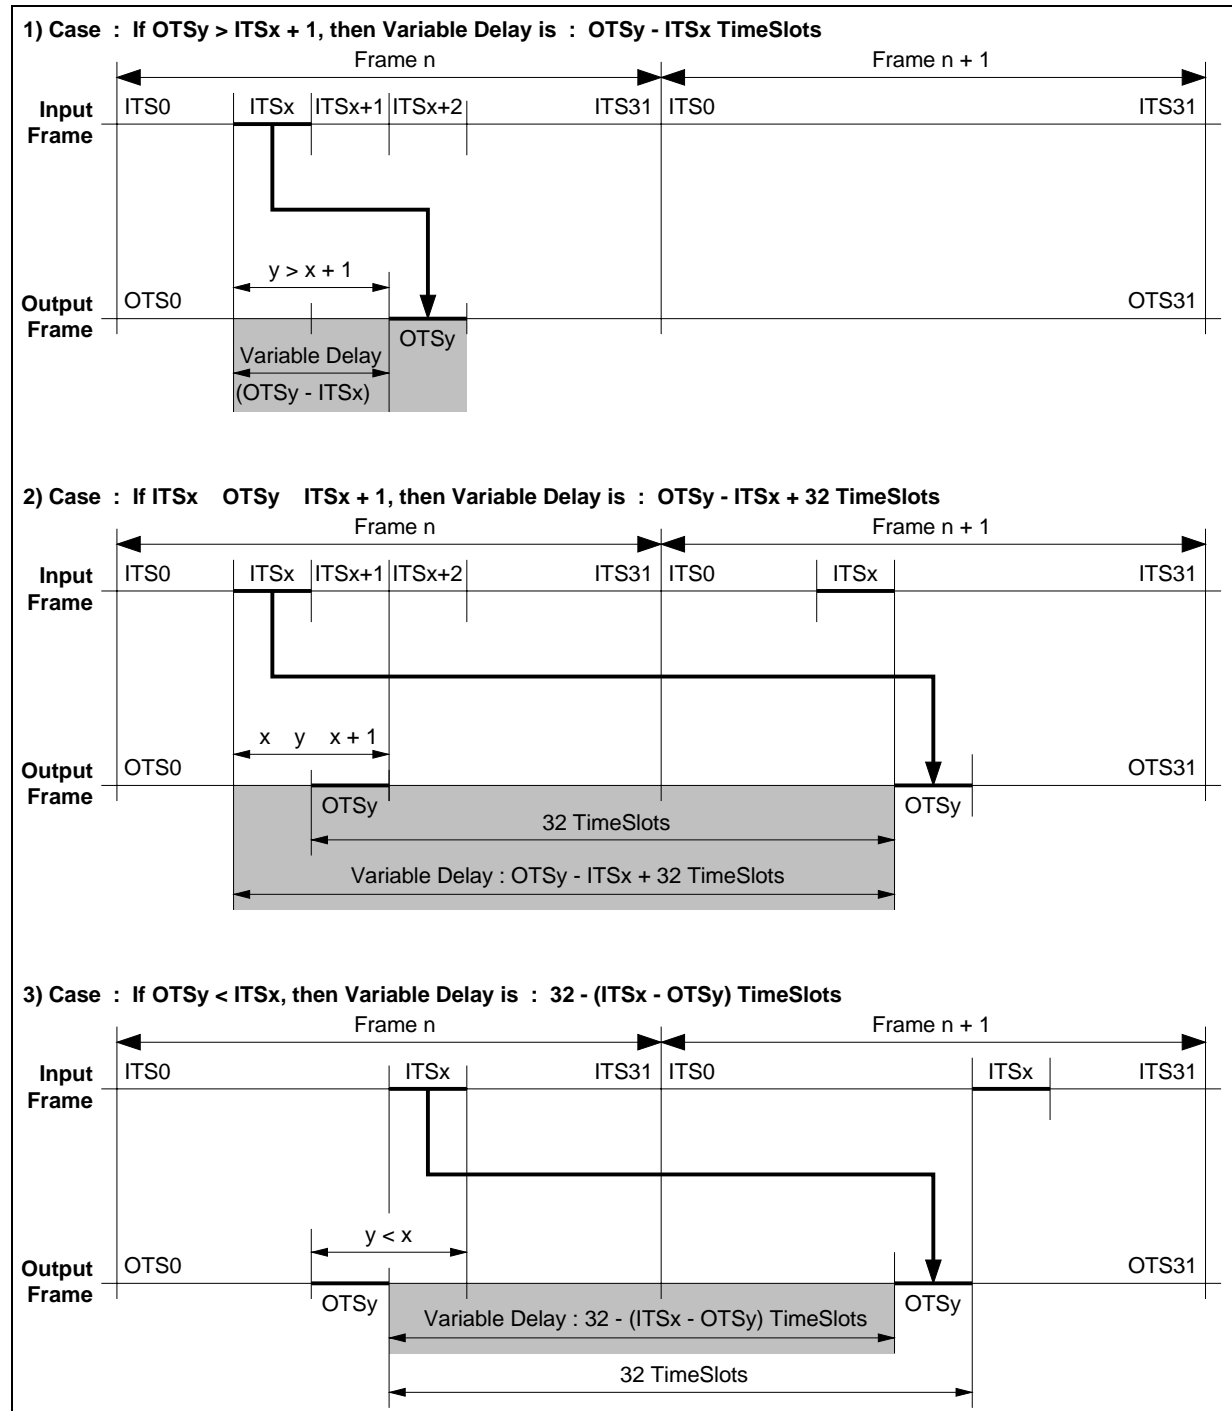 1) Case : If OTSy > ITSx + 1, then Variable Delay is : OTSy - ITSx TimeSlots
Frame n
Frame n + 1
Input
Frame
ITS0
ITSx
ITSx+1
ITSx+2
ITS31
ITS0
ITS31
y > x + 1
Output
Frame
OTS0
OTSy
OTS31
Variable Delay
(OTSy - ITSx)
2) Case : If ITSx OTSy ITSx + 1, then Variable Delay is : OTSy - ITSx + 32 TimeSlots
Frame n
Frame n + 1
Input
Frame
ITS0
ITSx
ITSx+1
ITSx+2
ITS31
ITS0
ITSx
ITS31
x y x + 1
Output
Frame
OTS0
OTSy
OTSy
OTS31
32 TimeSlots
Variable Delay : OTSy - ITSx + 32 TimeSlots
3) Case : If OTSy < ITSx, then Variable Delay is : 32 - (ITSx - OTSy) TimeSlots
Frame n
Frame n + 1
Input
Frame
ITS0
ITSx
ITS31
ITS0
ITSx
ITS31
y < x
Output
Frame
OTS0
OTSy
OTSy
OTS31
Variable Delay : 32 - (ITSx - OTSy) TimeSlots
32 TimeSlots